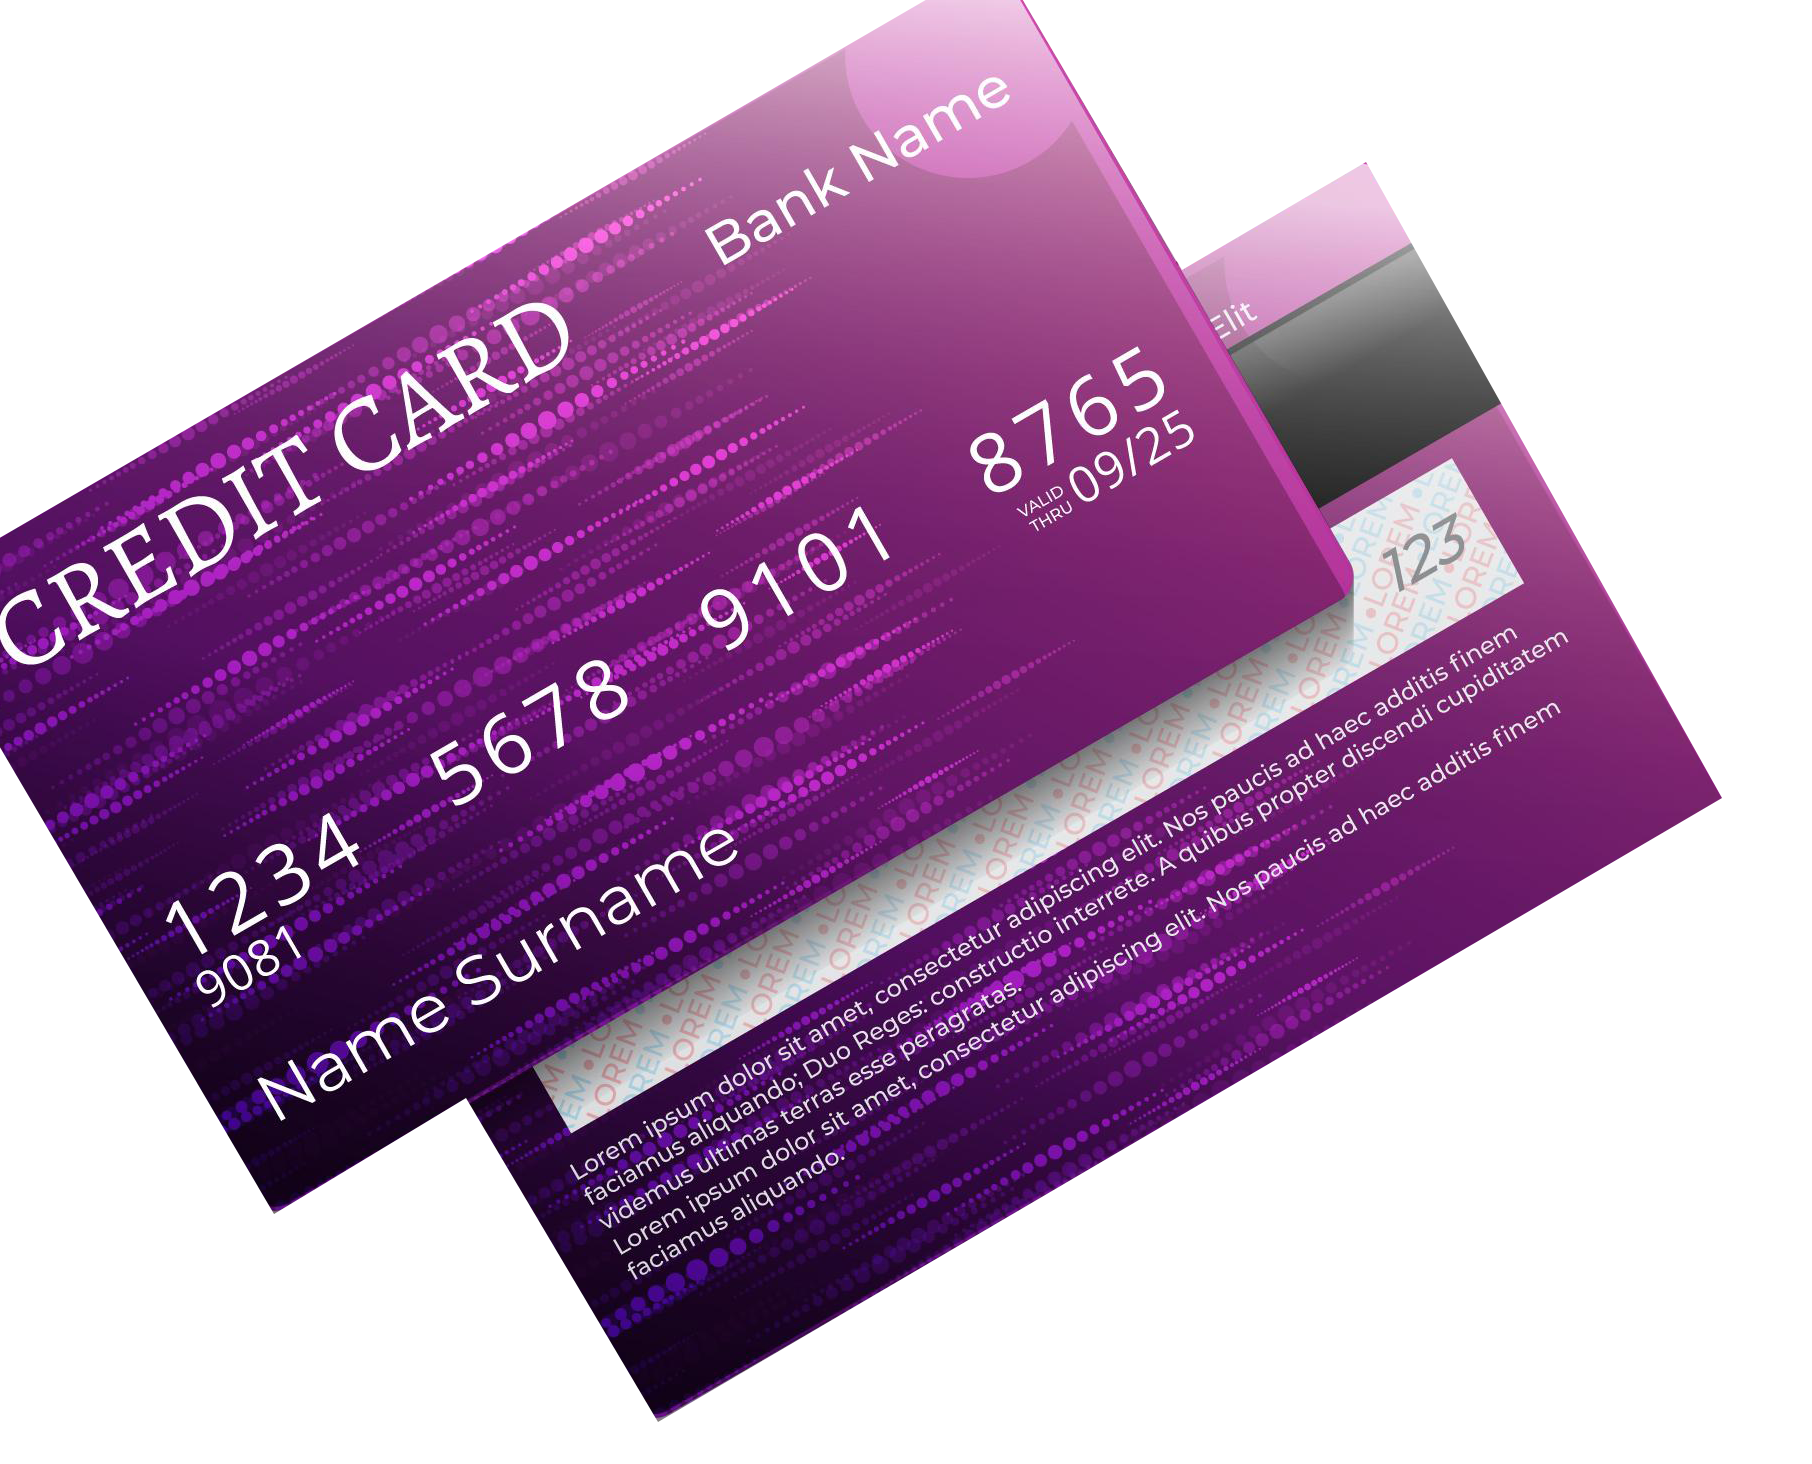 Bank Name
CREDIT CARD
1234 5678 9101 8765
9081
VALID
THRU
09/25
Name Surname
Elit
123
Lorem ipsum dolor sit amet, consectetur adipiscing elit. Nos paucis ad haec additis finem
faciamus aliquando; Duo Reges: constructio interrete. A quibus propter discendi cupiditatem
videmus ultimas terras esse peragratas.
Lorem ipsum dolor sit amet, consectetur adipiscing elit. Nos paucis ad haec additis finem
faciamus aliquando.